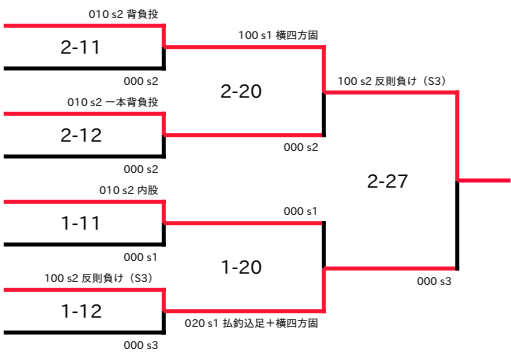 010 s2 背負投
2-11
000 s2
100 s1 横四方固
2-20
010 s2 一本背負投
2-12
000 s2
000 s2
100 s2 反則負け（S3）
2-27
010 s2 内股
1-11
000 s1
000 s1
1-20
100 s2 反則負け（S3）
1-12
000 s3
020 s1 払釣込足＋横四方固
000 s3